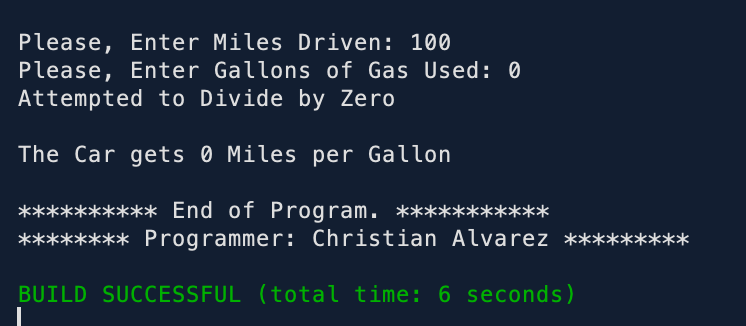 Please, Enter Miles Driven: 100
Please, Enter Gallons of Gas Used: 0
Attempted to Divide by Zero
The Car gets 0 Miles per Gallon
********** End of Program. ***********
******** Programmer: Christian Alvarez *********
BUILD SUCCESSFUL (total time: 6 seconds)